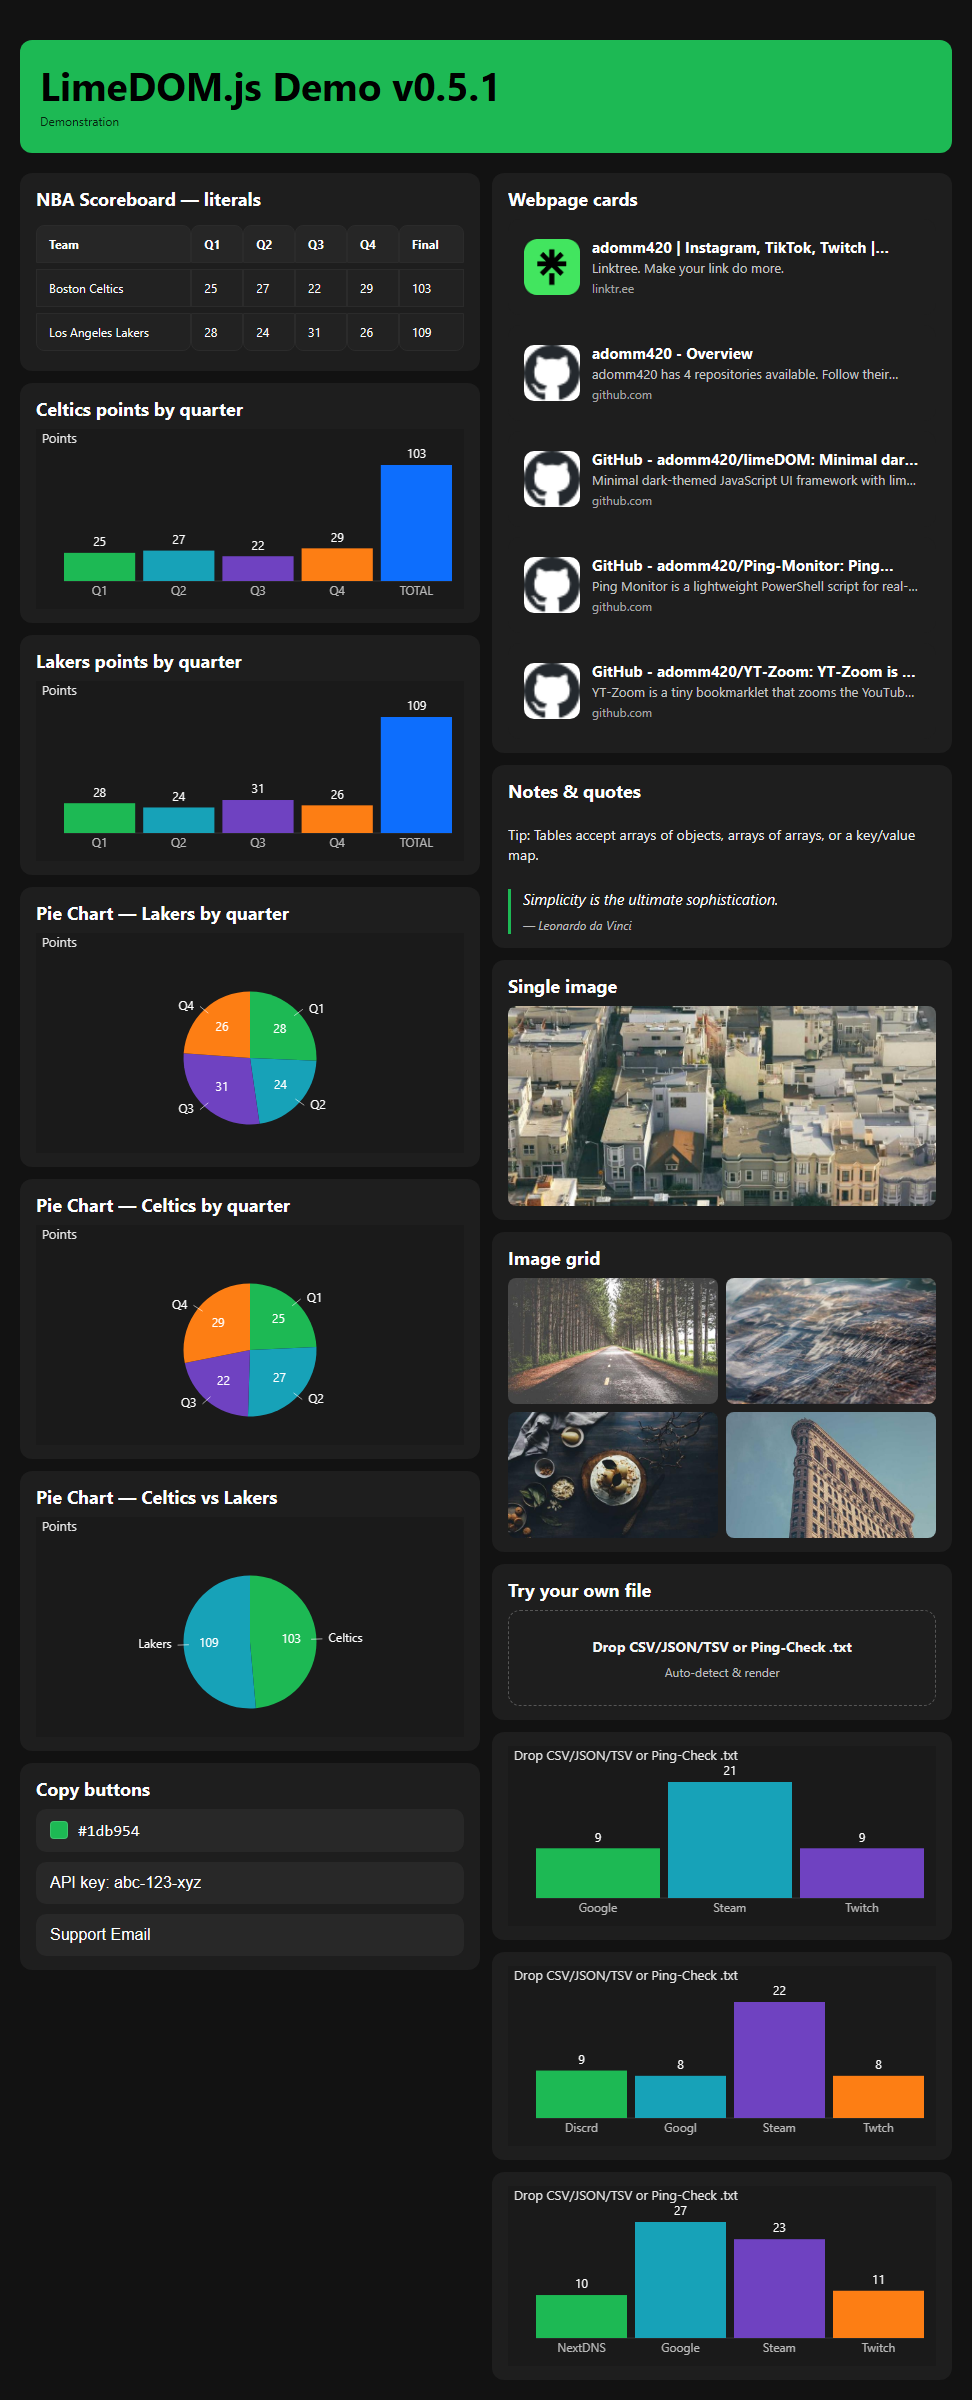 LimeDOM.js Demo v0.5.1
Demonstration
NBA Scoreboard — literals
Team Q1 Q2 Q3 Q4 Final
Boston Celtics 25 27 22 29 103
Los Angeles Lakers 28 24 31 26 109
Celtics points by quarter
Points
103
25 27 22 29
Q1 Q2 Q3 Q4 TOTAL
Lakers points by quarter
Points
109
28 24 31 26
Q1 Q2 Q3 Q4 TOTAL
Pie Chart — Lakers by quarter
Points
Q4 Q1
26 28
31 24
Q3 Q2
Pie Chart — Celtics by quarter
Points
Q4 Q1
29 25
22 27
Q3 Q2
Pie Chart — Celtics vs Lakers
Points
Lakers 109 103 Celtics
Copy buttons
#1db954
API key: abc-123-xyz
Support Email
Webpage cards
adomm420 | Instagram, TikTok, Twitch |...
Linktree. Make your link do more.
linktr.ee
adomm420 - Overview
adomm420 has 4 repositories available. Follow their...
github.com
GitHub - adomm420/limeDOM: Minimal dar...
Minimal dark-themed JavaScript UI framework with lim...
github.com
GitHub - adomm420/Ping-Monitor: Ping...
Ping Monitor is a lightweight PowerShell script for real-...
github.com
GitHub - adomm420/YT-Zoom: YT-Zoom is ...
YT-Zoom is a tiny bookmarklet that zooms the YouTub...
github.com
Notes & quotes
Tip: Tables accept arrays of objects, arrays of arrays, or a key/value
map.
Simplicity is the ultimate sophistication.
— Leonardo da Vinci
Single image
Image grid
Try your own file
Drop CSV/JSON/TSV or Ping-Check .txt
Auto-detect & render
Drop CSV/JSON/TSV or Ping-Check .txt
21
9 9
Google Steam Twitch
Drop CSV/JSON/TSV or Ping-Check .txt
22
9 8 8
Discrd Googl Steam Twtch
Drop CSV/JSON/TSV or Ping-Check .txt
27
23
10 11
NextDNS Google Steam Twitch